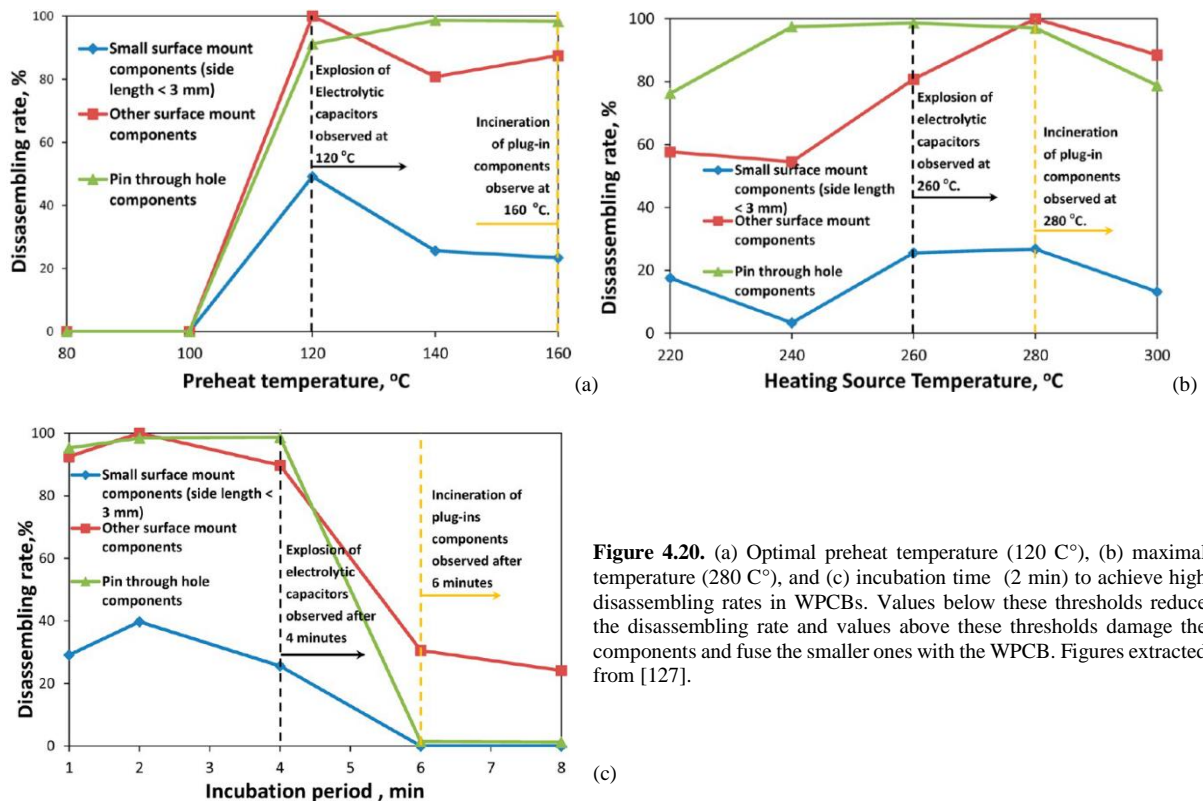 100
80
60
40
20
0
Dissasembling rate, %
Small surface mount
components (side
length < 3 mm)
Other surface mount
components
Pin through hole
components
Explosion of
Electrolytic
capacitors
observed at
120 °C
Incineration
of plug-in
components
observe at
160 °C.
80 100 120 140 160
Preheat temperature, °C
(a)
100
80
60
40
20
0
Disassembling rate, %
Small surface mount
components (side length
< 3 mm)
Other surface mount
components
Pin through hole
components
Explosion of
electrolytic
capacitors
observed at
260 °C.
Incineration
of plug-in
components
observed at
280 °C.
220 240 260 280 300
Heating Source Temperature, °C
(b)
100
80
60
40
20
0
Disassembling rate,%
Small surface mount
components (side length <
3 mm)
Other surface mount
components
Pin through hole
components
Explosion of
electrolytic
capacitors
observed after
4 minutes
Incineration of
plug-ins
components
observed after
6 minutes
1 2 3 4 5 6 7 8
Incubation period , min
(c)
Figure 4.20. (a) Optimal preheat temperature (120 C°), (b) maximal
temperature (280 C°), and (c) incubation time (2 min) to achieve high
disassembling rates in WPCBs. Values below these thresholds reduce
the disassembling rate and values above these thresholds damage the
components and fuse the smaller ones with the WPCB. Figures extracted
from [127].